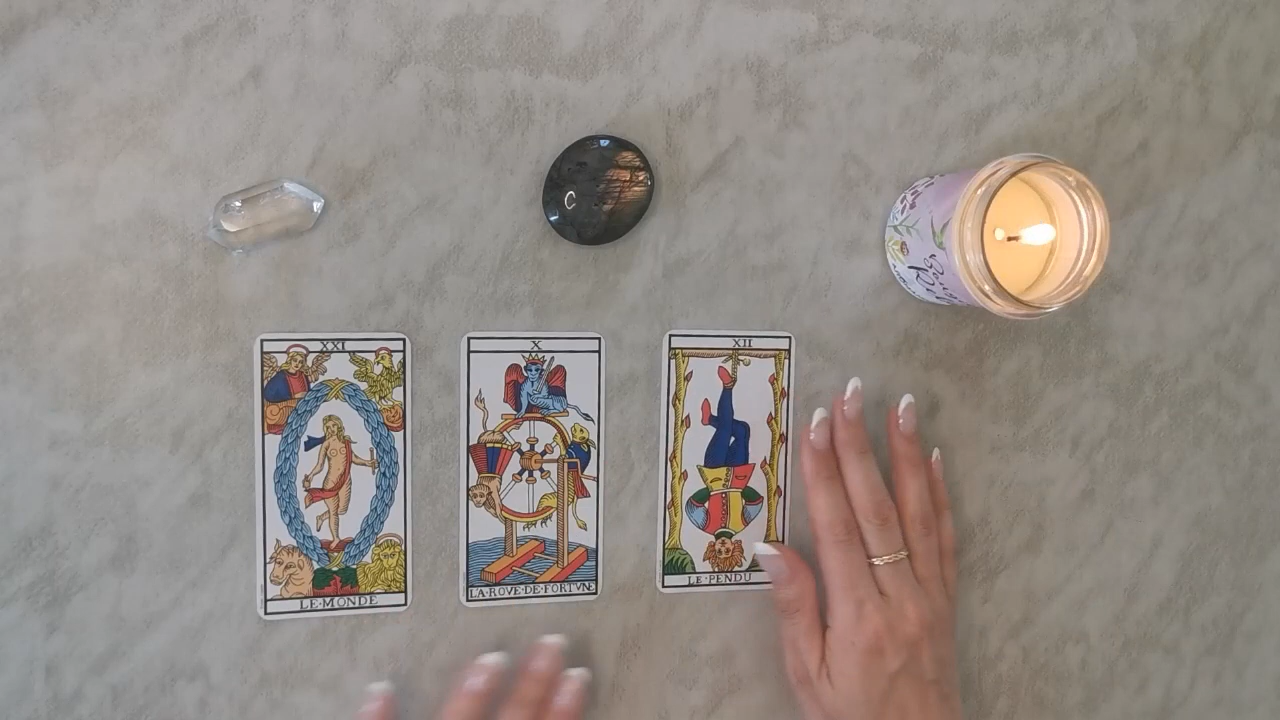 XXI
LE·MONDE
X
LA·ROVE·DE·FORTVNE
XII
LE·PENDU